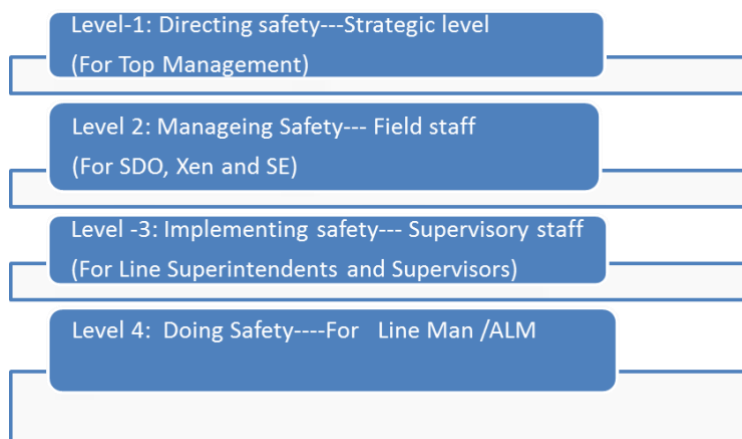 Level-1: Directing safety---Strategic level
(For Top Management)
Level 2: Manageing Safety--- Field staff
(For SDO, Xen and SE)
Level -3: Implementing safety--- Supervisory staff
(For Line Superintendents and Supervisors)
Level 4:  Doing Safety----For   Line Man /ALM